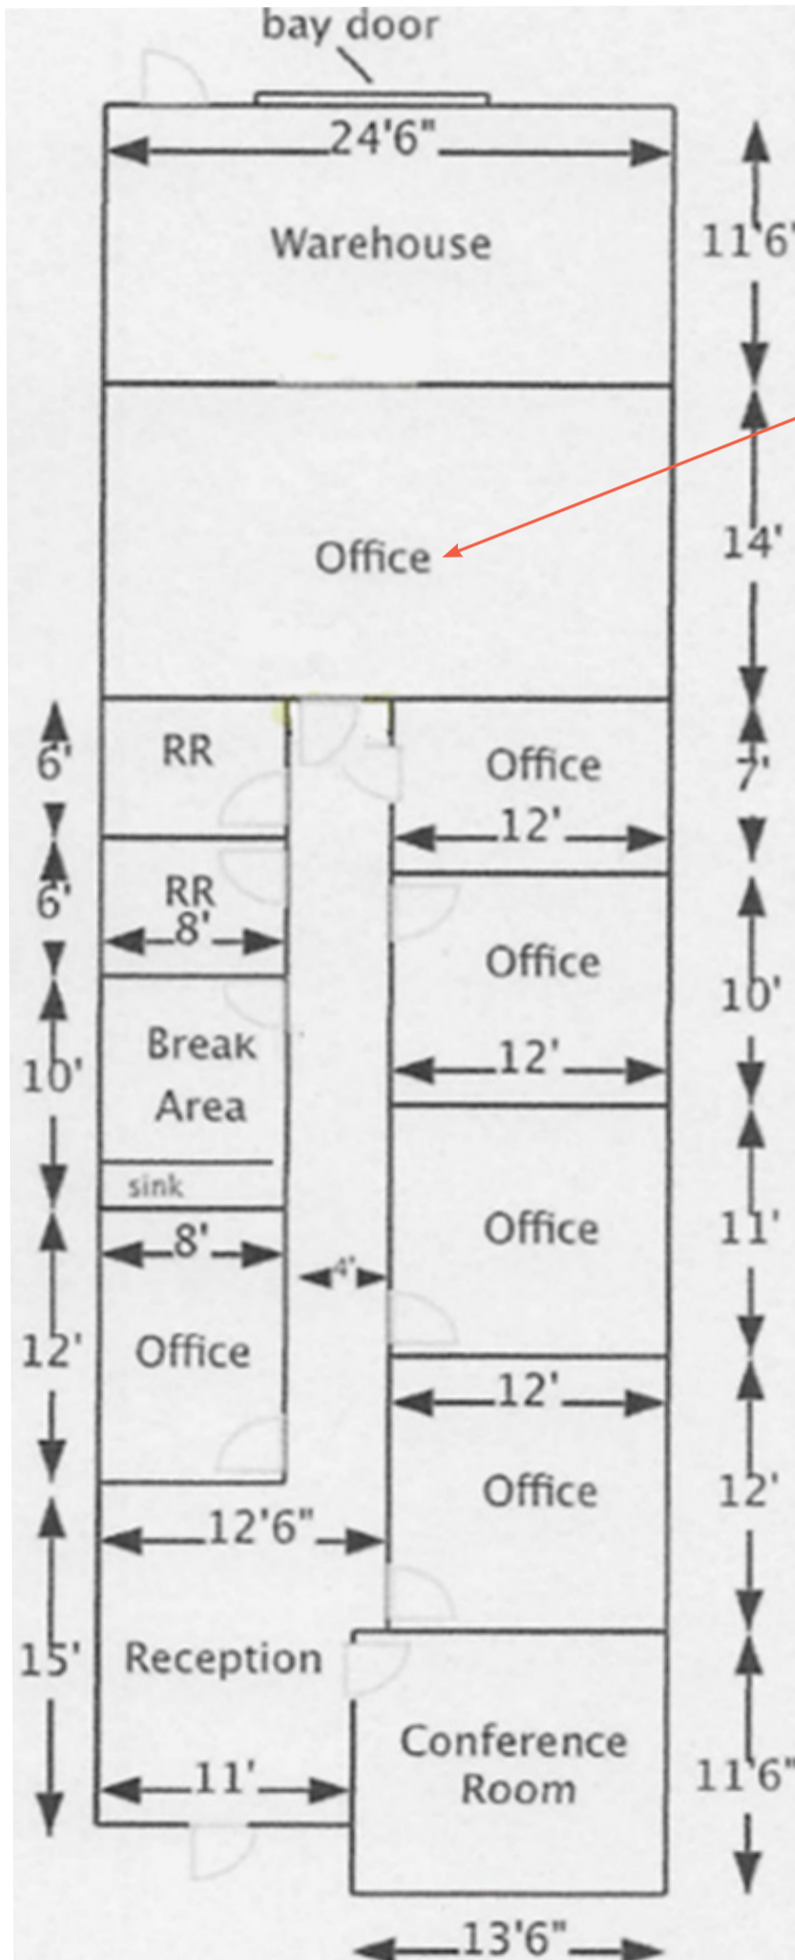 bay door
24'6"
Warehouse
11'6"
Office
14'
RR
6'
Office
7'
12'
RR
6'
8'
Office
10'
12'
Break
Area
10'
sink
8'
4'
Office
11'
Office
12'
12'
Office
12'
12'6"
Reception
15'
11'
Conference
Room
11'6"
13'6"